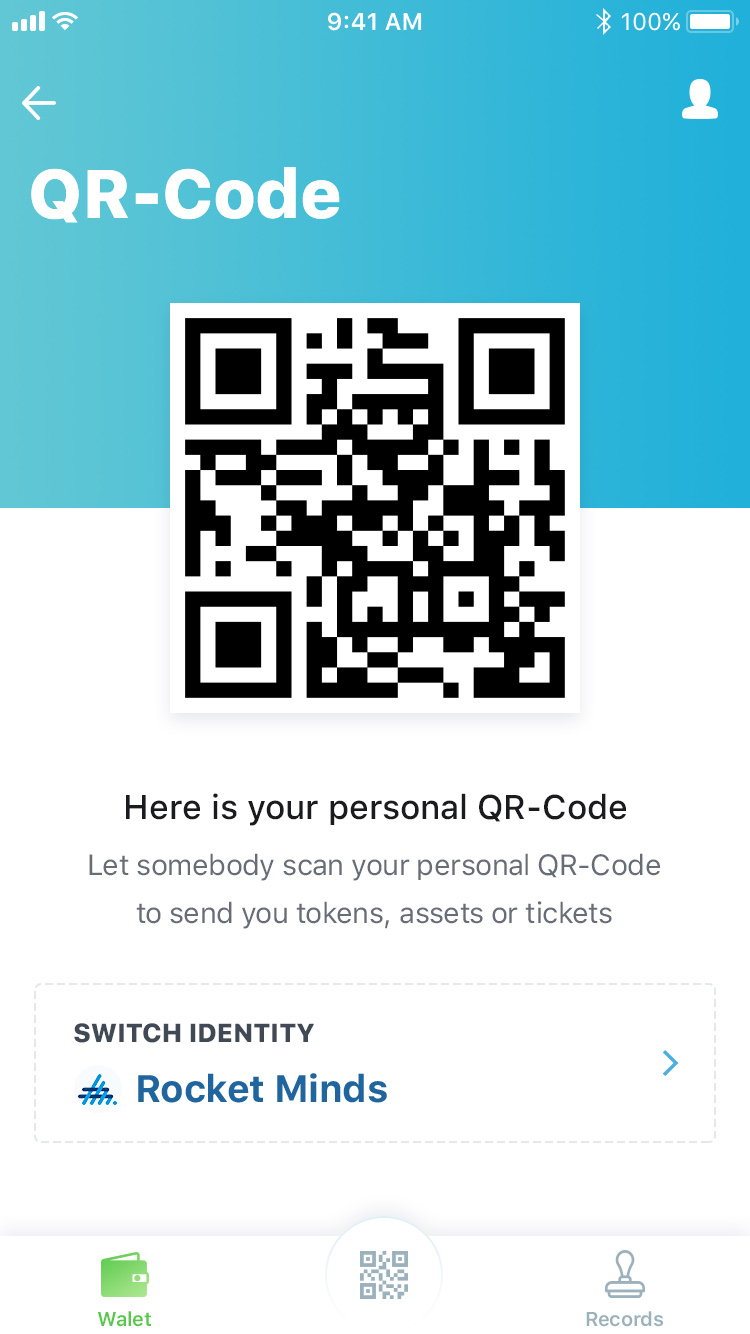 9:41 AM
100%
QR-Code
Here is your personal QR-Code
Let somebody scan your personal QR-Code
to send you tokens, assets or tickets
SWITCH IDENTITY
Rocket Minds
Walet
Records